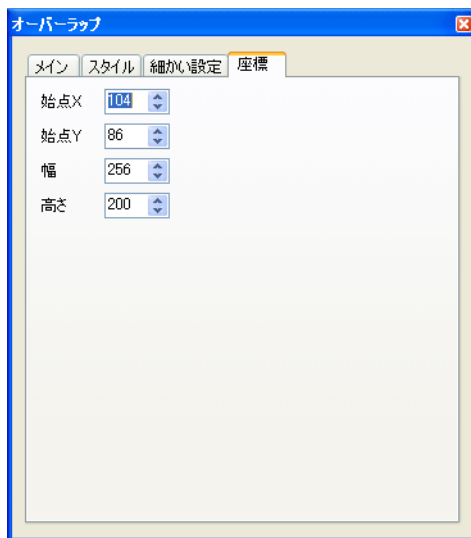 オーバーラップ
メイン スタイル 細かい設定 座標
始点X 104
始点Y 86
幅 256
高さ 200